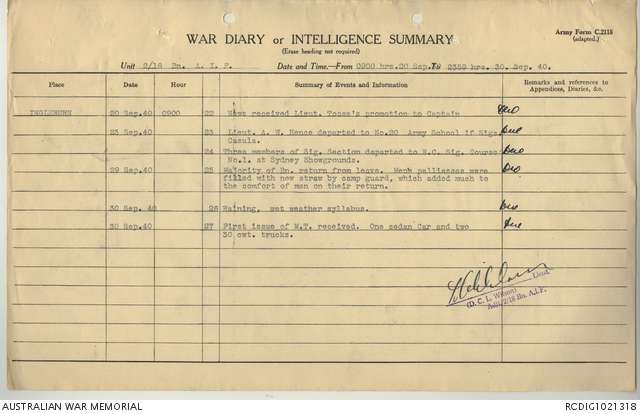 Army Form C.2118
(adapted.)
WAR DIARY or INTELLIGENCE SUMMARY
(Erase heading not required)
Unit 2/18 Bn. A. I. F. Date and Time.—From 0900 hrs.20 Sep. To 2359 hrs. 30. Sep. 40.
Place Date Hour Summary of Events and Information Remarks and references to
Appendices, Diaries, &c.
INGLEBURN 20 Sep.40 0900 22 News received Lieut. Toose's promotion to Captain
23 Sep.40 23 Lieut. A. W. Hence departed to No.20 Army School if Sigs
Casula.
24 Three members of Sig. Section departed to E.C. Sig. Course
No.1. at Sydney Showgrounds.
29 Sep.40 25 Majority of Bn. return from leave. Men's palliasses were
filled with new straw by camp guard, which added much to
the comfort of men on their return.
30 Sep. 40 26 Raining, wet weather syllabus.
30 Sep.40 27 First issue of M.T. received. One sedan Car and two
30 cwt. trucks.
Lieut.
(D. C. L. Wilson)
Adjt. 2/18 Bn. A.I.F.
AUSTRALIAN WAR MEMORIAL RCDIG1021318